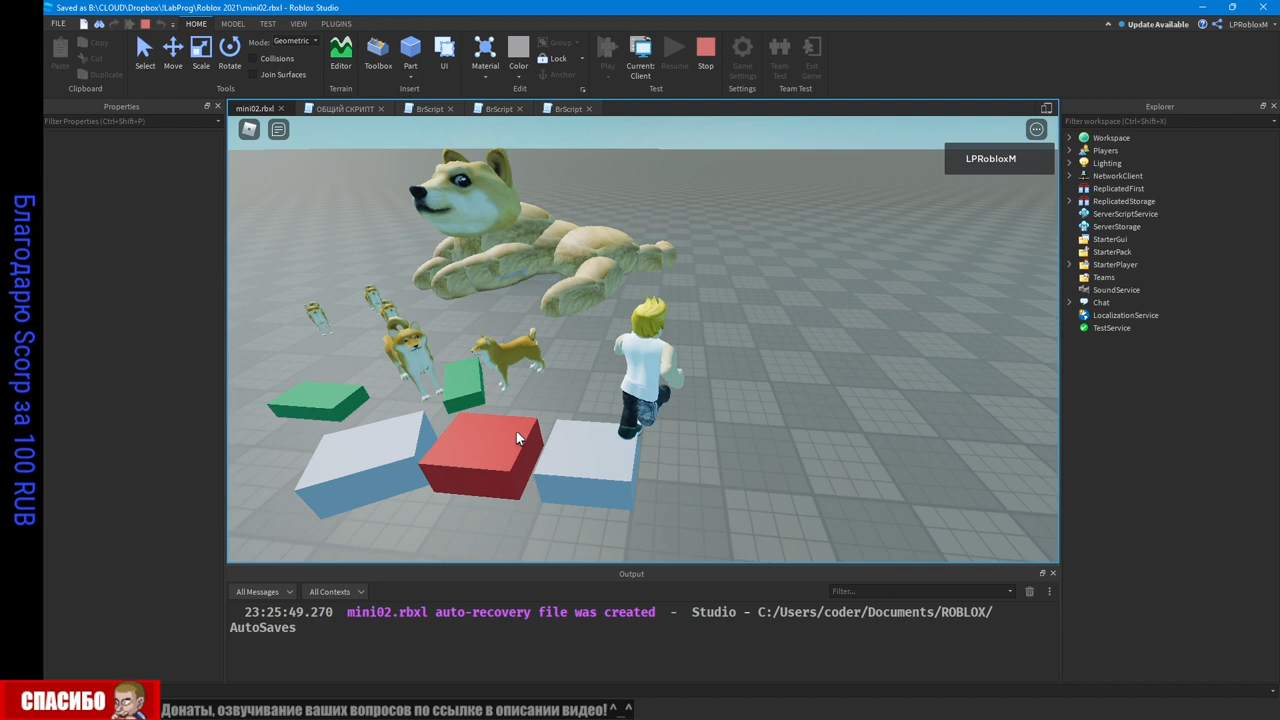 Saved as B:\CLOUD\Dropbox\!LabProg\Roblox 2021\mini02.rbxl - Roblox Studio
FILE HOME MODEL TEST VIEW PLUGINS Update Available LPRobloxM
Paste Copy Cut Duplicate Clipboard
Select Move Scale Rotate Mode: Geometric Collisions Join Surfaces Tools
Editor Terrain
Toolbox Part UI Insert
Material Color Group Lock Anchor Edit
Play Current: Client Resume Stop Test
Game Settings Settings
Team Test Exit Game Team Test
Properties
Filter Properties (Ctrl+Shift+P)
mini02.rbxl ОБЩИЙ СКРИПТ BrScript BrScript BrScript
LPRobloxM
Explorer
Filter workspace (Ctrl+Shift+X)
Workspace
Players
Lighting
NetworkClient
ReplicatedFirst
ReplicatedStorage
ServerScriptService
ServerStorage
StarterGui
StarterPack
StarterPlayer
Teams
SoundService
Chat
LocalizationService
TestService
Output
All Messages All Contexts Filter...
23:25:49.270 mini02.rbxl auto-recovery file was created - Studio - C:/Users/coder/Documents/ROBLOX/
AutoSaves
Благодарю Scorp за 100 RUB
СПАСИБО
Донаты, озвучивание ваших вопросов по ссылке в описании видео! ^_^